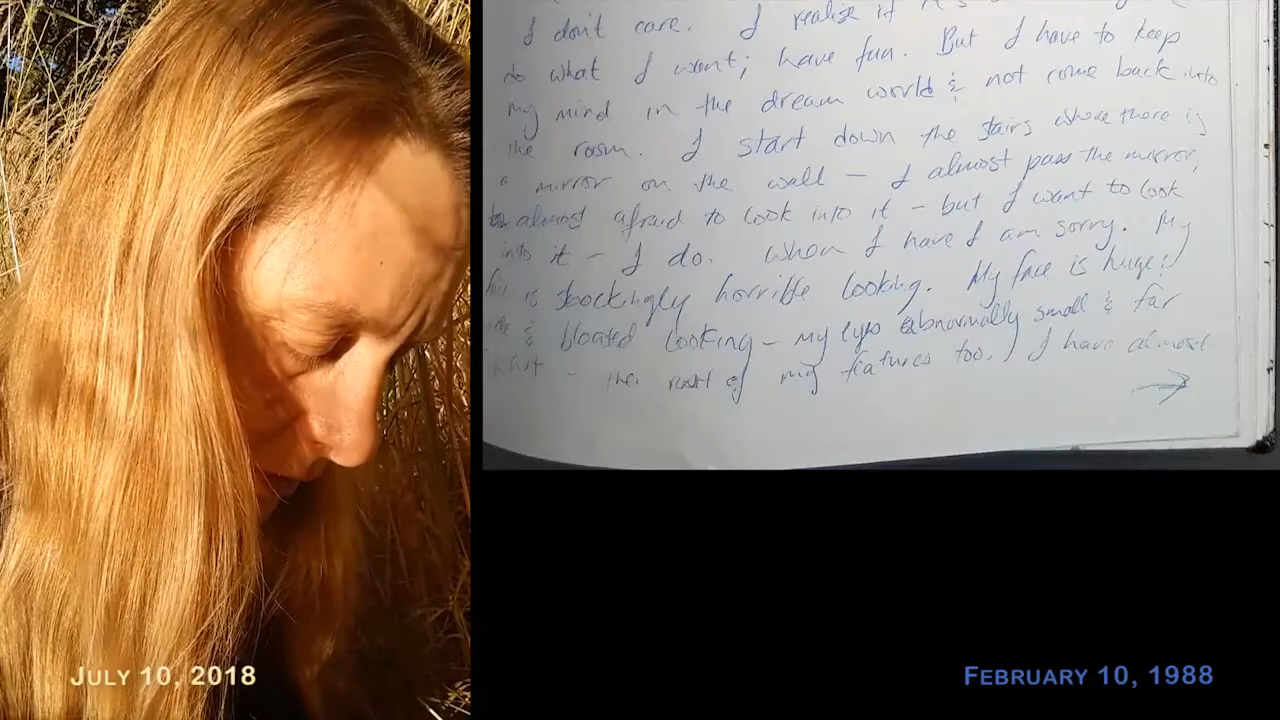 I don't care. I realise if
do what I want; have fun. But I have to keep
my mind in the dream world & not come back into
the room. I start down the stairs where there is
a mirror on the wall — I almost pass the mirror,
almost afraid to look into it — but I want to look
into it — I do. When I have I am sorry. My
is shockingly horrible looking. My face is huge!
& bloated looking — my eyes abnormally small & far
— the rest of my features too. I have almost
→
JULY 10, 2018
FEBRUARY 10, 1988